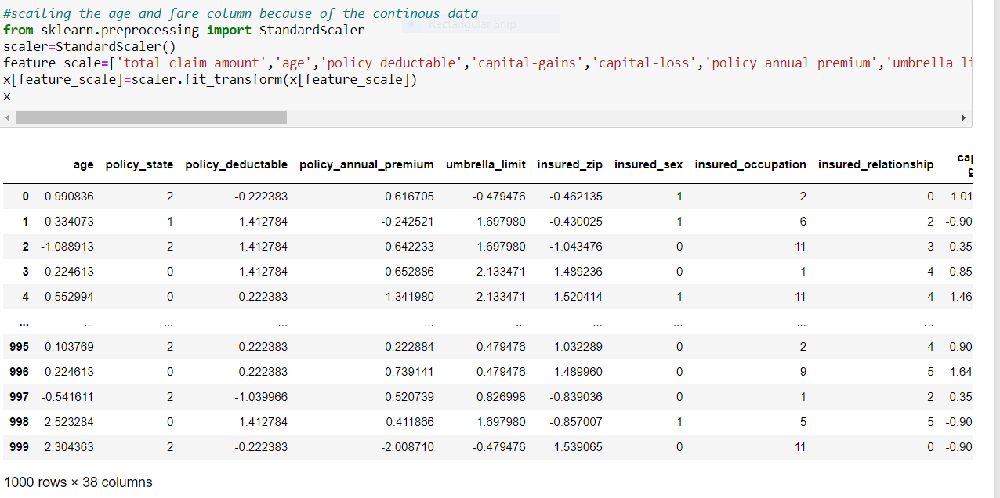 #scailing the age and fare column because of the continous data
Rectangular Snip
from sklearn.preprocessing import StandardScaler
scaler=StandardScaler()
feature_scale=['total_claim_amount','age','policy_deductable','capital-gains','capital-loss','policy_annual_premium','umbrella_li
x[feature_scale]=scaler.fit_transform(x[feature_scale])
x
age policy_state policy_deductable policy_annual_premium umbrella_limit insured_zip insured_sex insured_occupation insured_relationship cap
g
0 0.990836 2 -0.222383 0.616705 -0.479476 -0.462135 1 2 0 1.01
1 0.334073 1 1.412784 -0.242521 1.697980 -0.430025 1 6 2 -0.90
2 -1.088913 2 1.412784 0.642233 1.697980 -1.043476 0 11 3 0.35
3 0.224613 0 1.412784 0.652886 2.133471 1.489236 0 1 4 0.85
4 0.552994 0 -0.222383 1.341980 2.133471 1.520414 1 11 4 1.46
... ... ... ... ... ... ... ... ... ...
995 -0.103769 2 -0.222383 0.222884 -0.479476 -1.032289 0 2 4 -0.90
996 0.224613 0 -0.222383 0.739141 -0.479476 1.489960 0 9 5 1.64
997 -0.541611 2 -1.039966 0.520739 0.826998 -0.839036 0 1 2 0.35
998 2.523284 0 1.412784 0.411866 1.697980 -0.857007 1 5 5 -0.90
999 2.304363 2 -0.222383 -2.008710 -0.479476 1.539065 0 11 0 -0.90
1000 rows × 38 columns